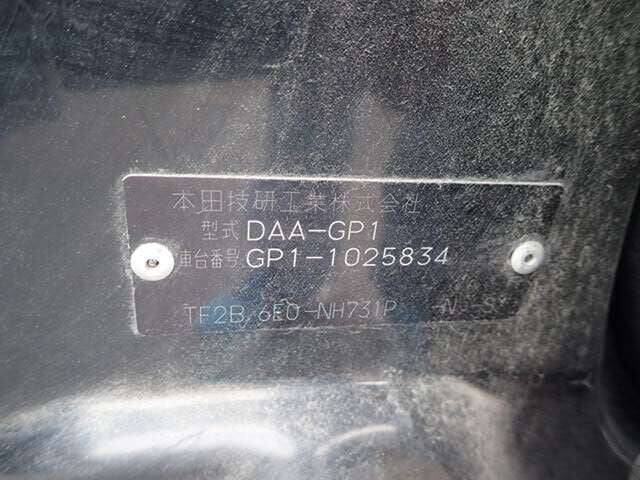 本田技研工業株式会社
型式 DAA-GP1
車台番号 GP1-1025834
TF2B 6E0-NH731P -N--S